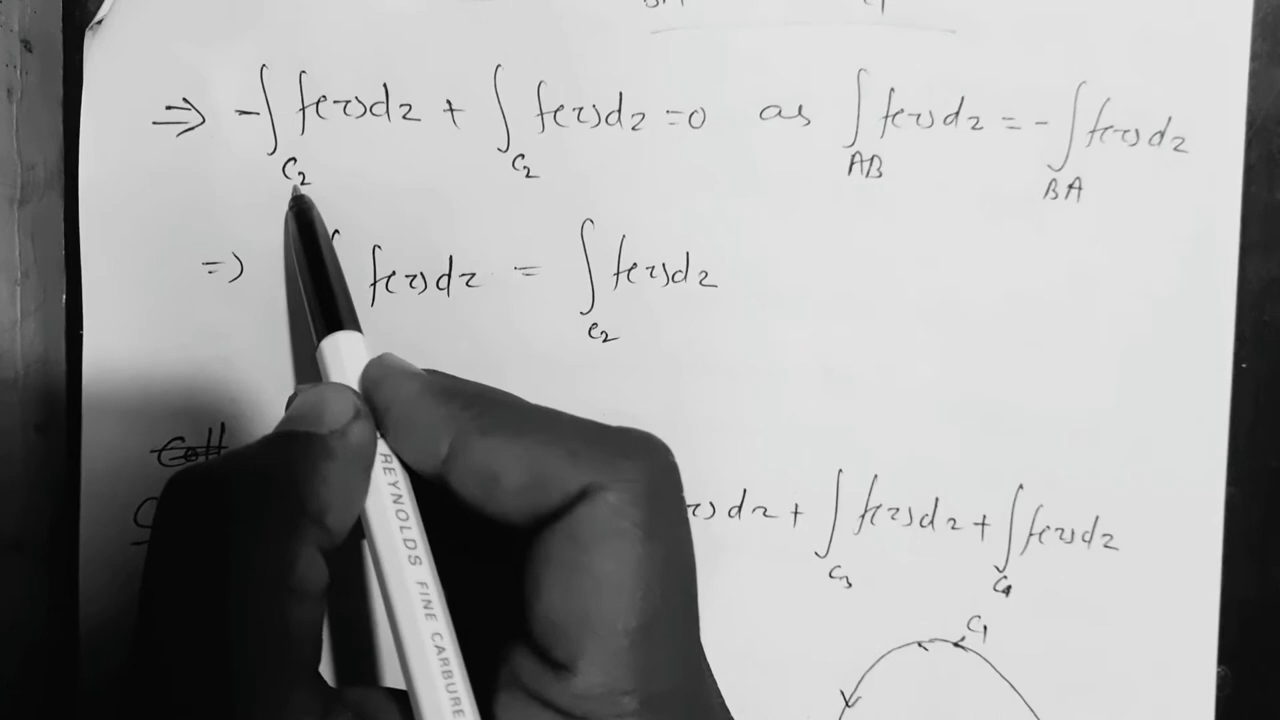 ⇒ -∫_{C2} f(z)dz + ∫_{C2} f(z)dz = 0 as ∫_{AB} f(z)dz = -∫_{BA} f(z)dz
⇒ ∫ f(z)dz = ∫_{C2} f(z)dz
z)dz + ∫_{C3} f(z)dz + ∫_{C4} f(z)dz
C1
REYNOLDS FINE CARBURE